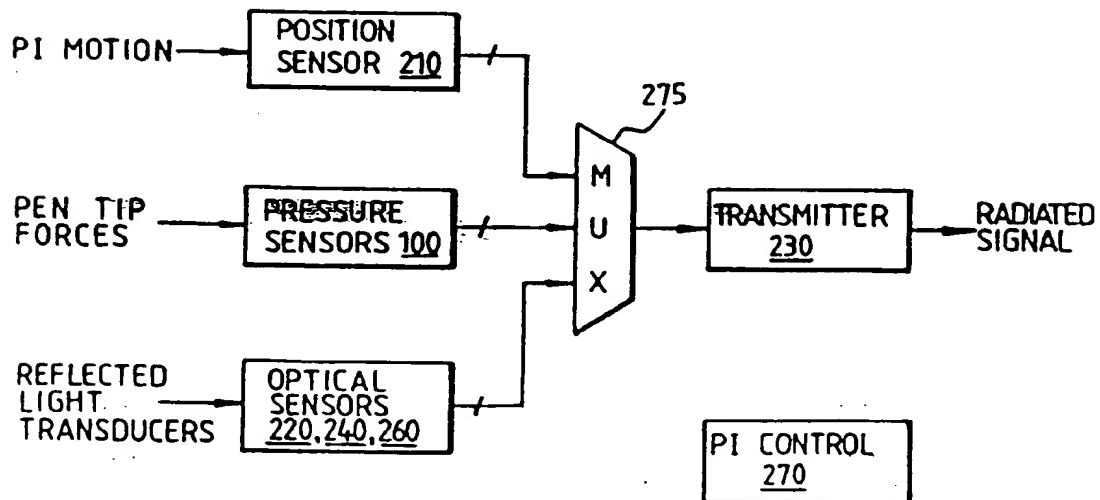 PI MOTION
POSITION
SENSOR 210
275
PEN TIP
FORCES
PRESSURE
SENSORS 100
M
U
X
TRANSMITTER
230
RADIATED
SIGNAL
REFLECTED
LIGHT
TRANSDUCERS
OPTICAL
SENSORS
220,240,260
PI CONTROL
270